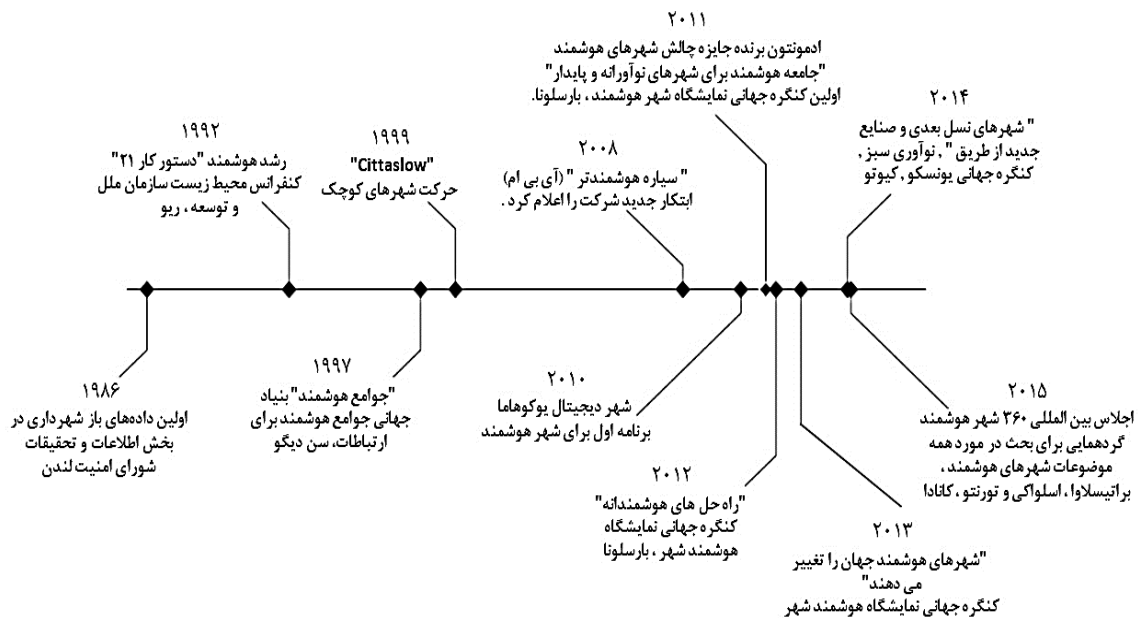 ۱۹۸۶
اولین داده‌های باز شهرداری در
بخش اطلاعات و تحقیقات
شورای امنیت لندن
۱۹۹۲
رشد هوشمند "دستور کار ۲۱"
کنفرانس محیط زیست سازمان ملل
و توسعه ، ریو
۱۹۹۷
"جوامع هوشمند" بنیاد
جهانی جوامع هوشمند برای
ارتباطات، سن دیگو
۱۹۹۹
"Cittaslow"
حرکت شهرهای کوچک
۲۰۰۸
" سیاره هوشمندتر " (آی بی ام)
ابتکار جدید شرکت را اعلام کرد .
۲۰۱۰
شهر دیجیتال یوکوهاما
برنامه اول برای شهر هوشمند
۲۰۱۱
ادمونتون برنده جایزه چالش شهرهای هوشمند
"جامعه هوشمند برای شهرهای نوآورانه و پایدار"
اولین کنگره جهانی نمایشگاه شهر هوشمند ، بارسلونا.
۲۰۱۲
"راه حل های هوشمندانه"
کنگره جهانی نمایشگاه
هوشمند شهر ، بارسلونا
۲۰۱۳
"شهرهای هوشمند جهان را تغییر
می دهند"
کنگره جهانی نمایشگاه هوشمند شهر
۲۰۱۴
" شهرهای نسل بعدی و صنایع
جدید از طریق " , نوآوری سبز ,
کنگره جهانی یونسکو , کیوتو
۲۰۱۵
اجلاس بین المللی ۳۶۰ شهر هوشمند
گردهمایی برای بحث در مورد همه
موضوعات شهرهای هوشمند ،
براتیسلاوا ، اسلواکی و تورنتو ، کانادا